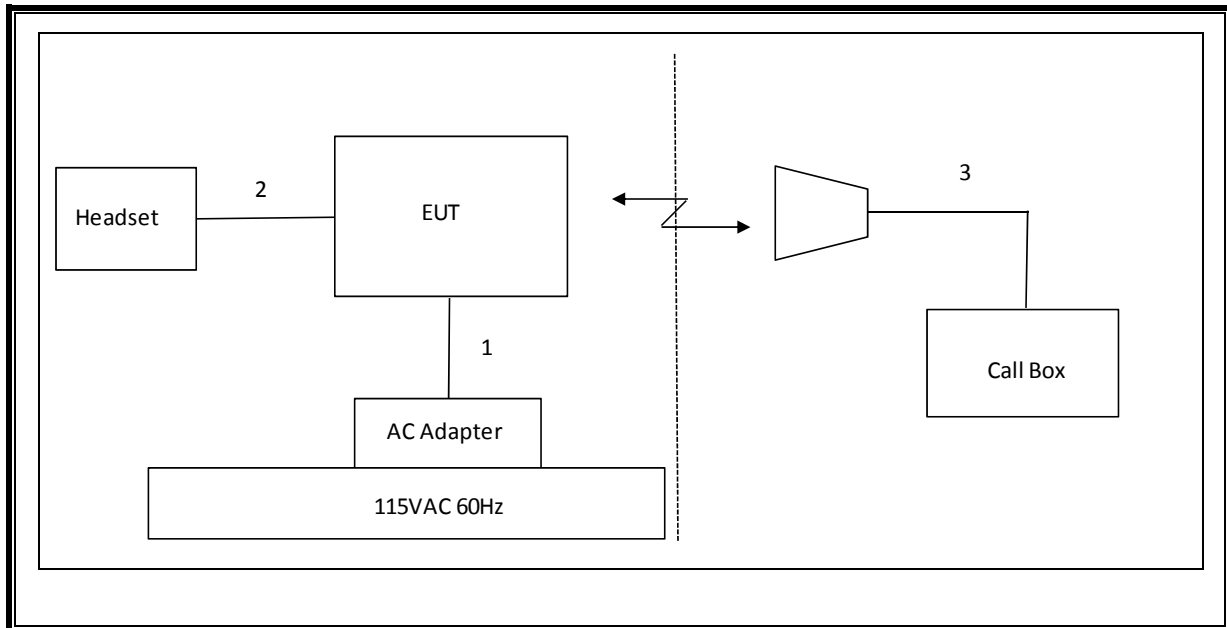 2
Headset
EUT
3
1
Call Box
AC Adapter
115VAC 60Hz